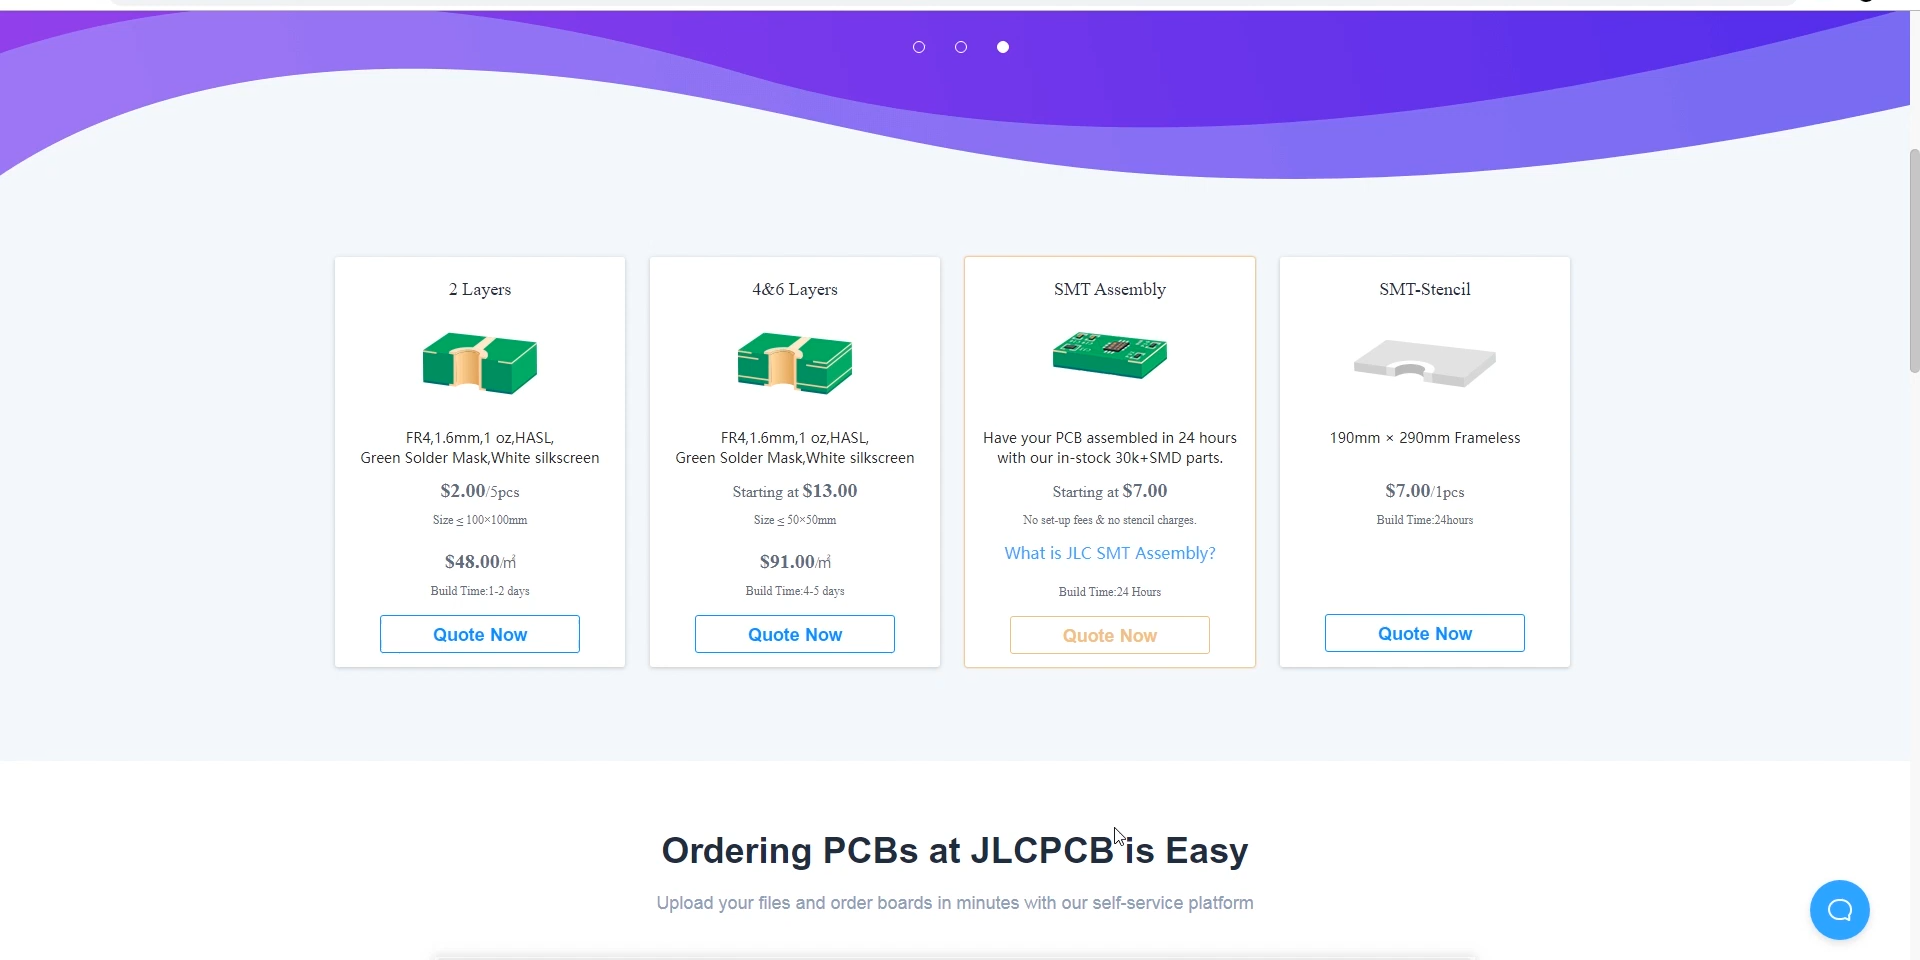 2 Layers
FR4,1.6mm,1 oz,HASL,
Green Solder Mask,White silkscreen
$2.00/5pcs
Size ≤ 100×100mm
$48.00/㎡
Build Time:1-2 days
Quote Now
4&6 Layers
FR4,1.6mm,1 oz,HASL,
Green Solder Mask,White silkscreen
Starting at $13.00
Size ≤ 50×50mm
$91.00/㎡
Build Time:4-5 days
Quote Now
SMT Assembly
Have your PCB assembled in 24 hours
with our in-stock 30k+SMD parts.
Starting at $7.00
No set-up fees & no stencil charges.
What is JLC SMT Assembly?
Build Time:24 Hours
Quote Now
SMT-Stencil
190mm × 290mm Frameless
$7.00/1pcs
Build Time:24hours
Quote Now
Ordering PCBs at JLCPCB is Easy
Upload your files and order boards in minutes with our self-service platform